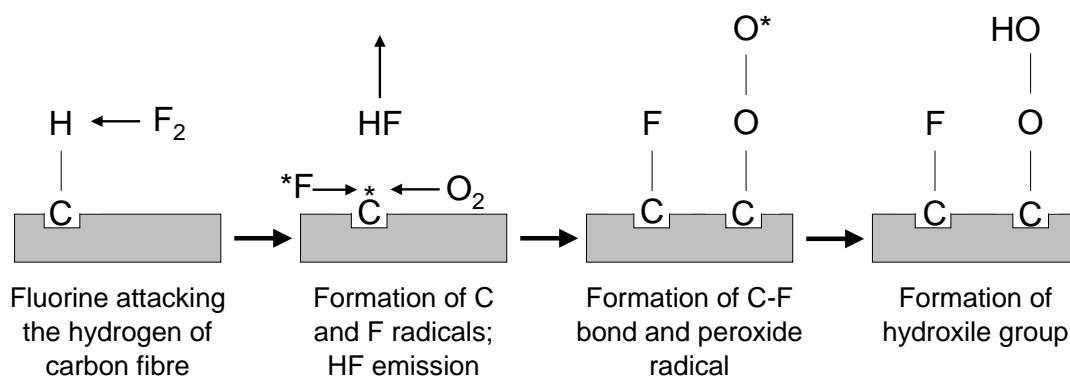 H
F2
C
HF
*F
*
O2
C
O*
F
O
C
C
HO
F
O
C
C
Fluorine attacking
the hydrogen of
carbon fibre
Formation of C
and F radicals;
HF emission
Formation of C-F
bond and peroxide
radical
Formation of
hydroxile group